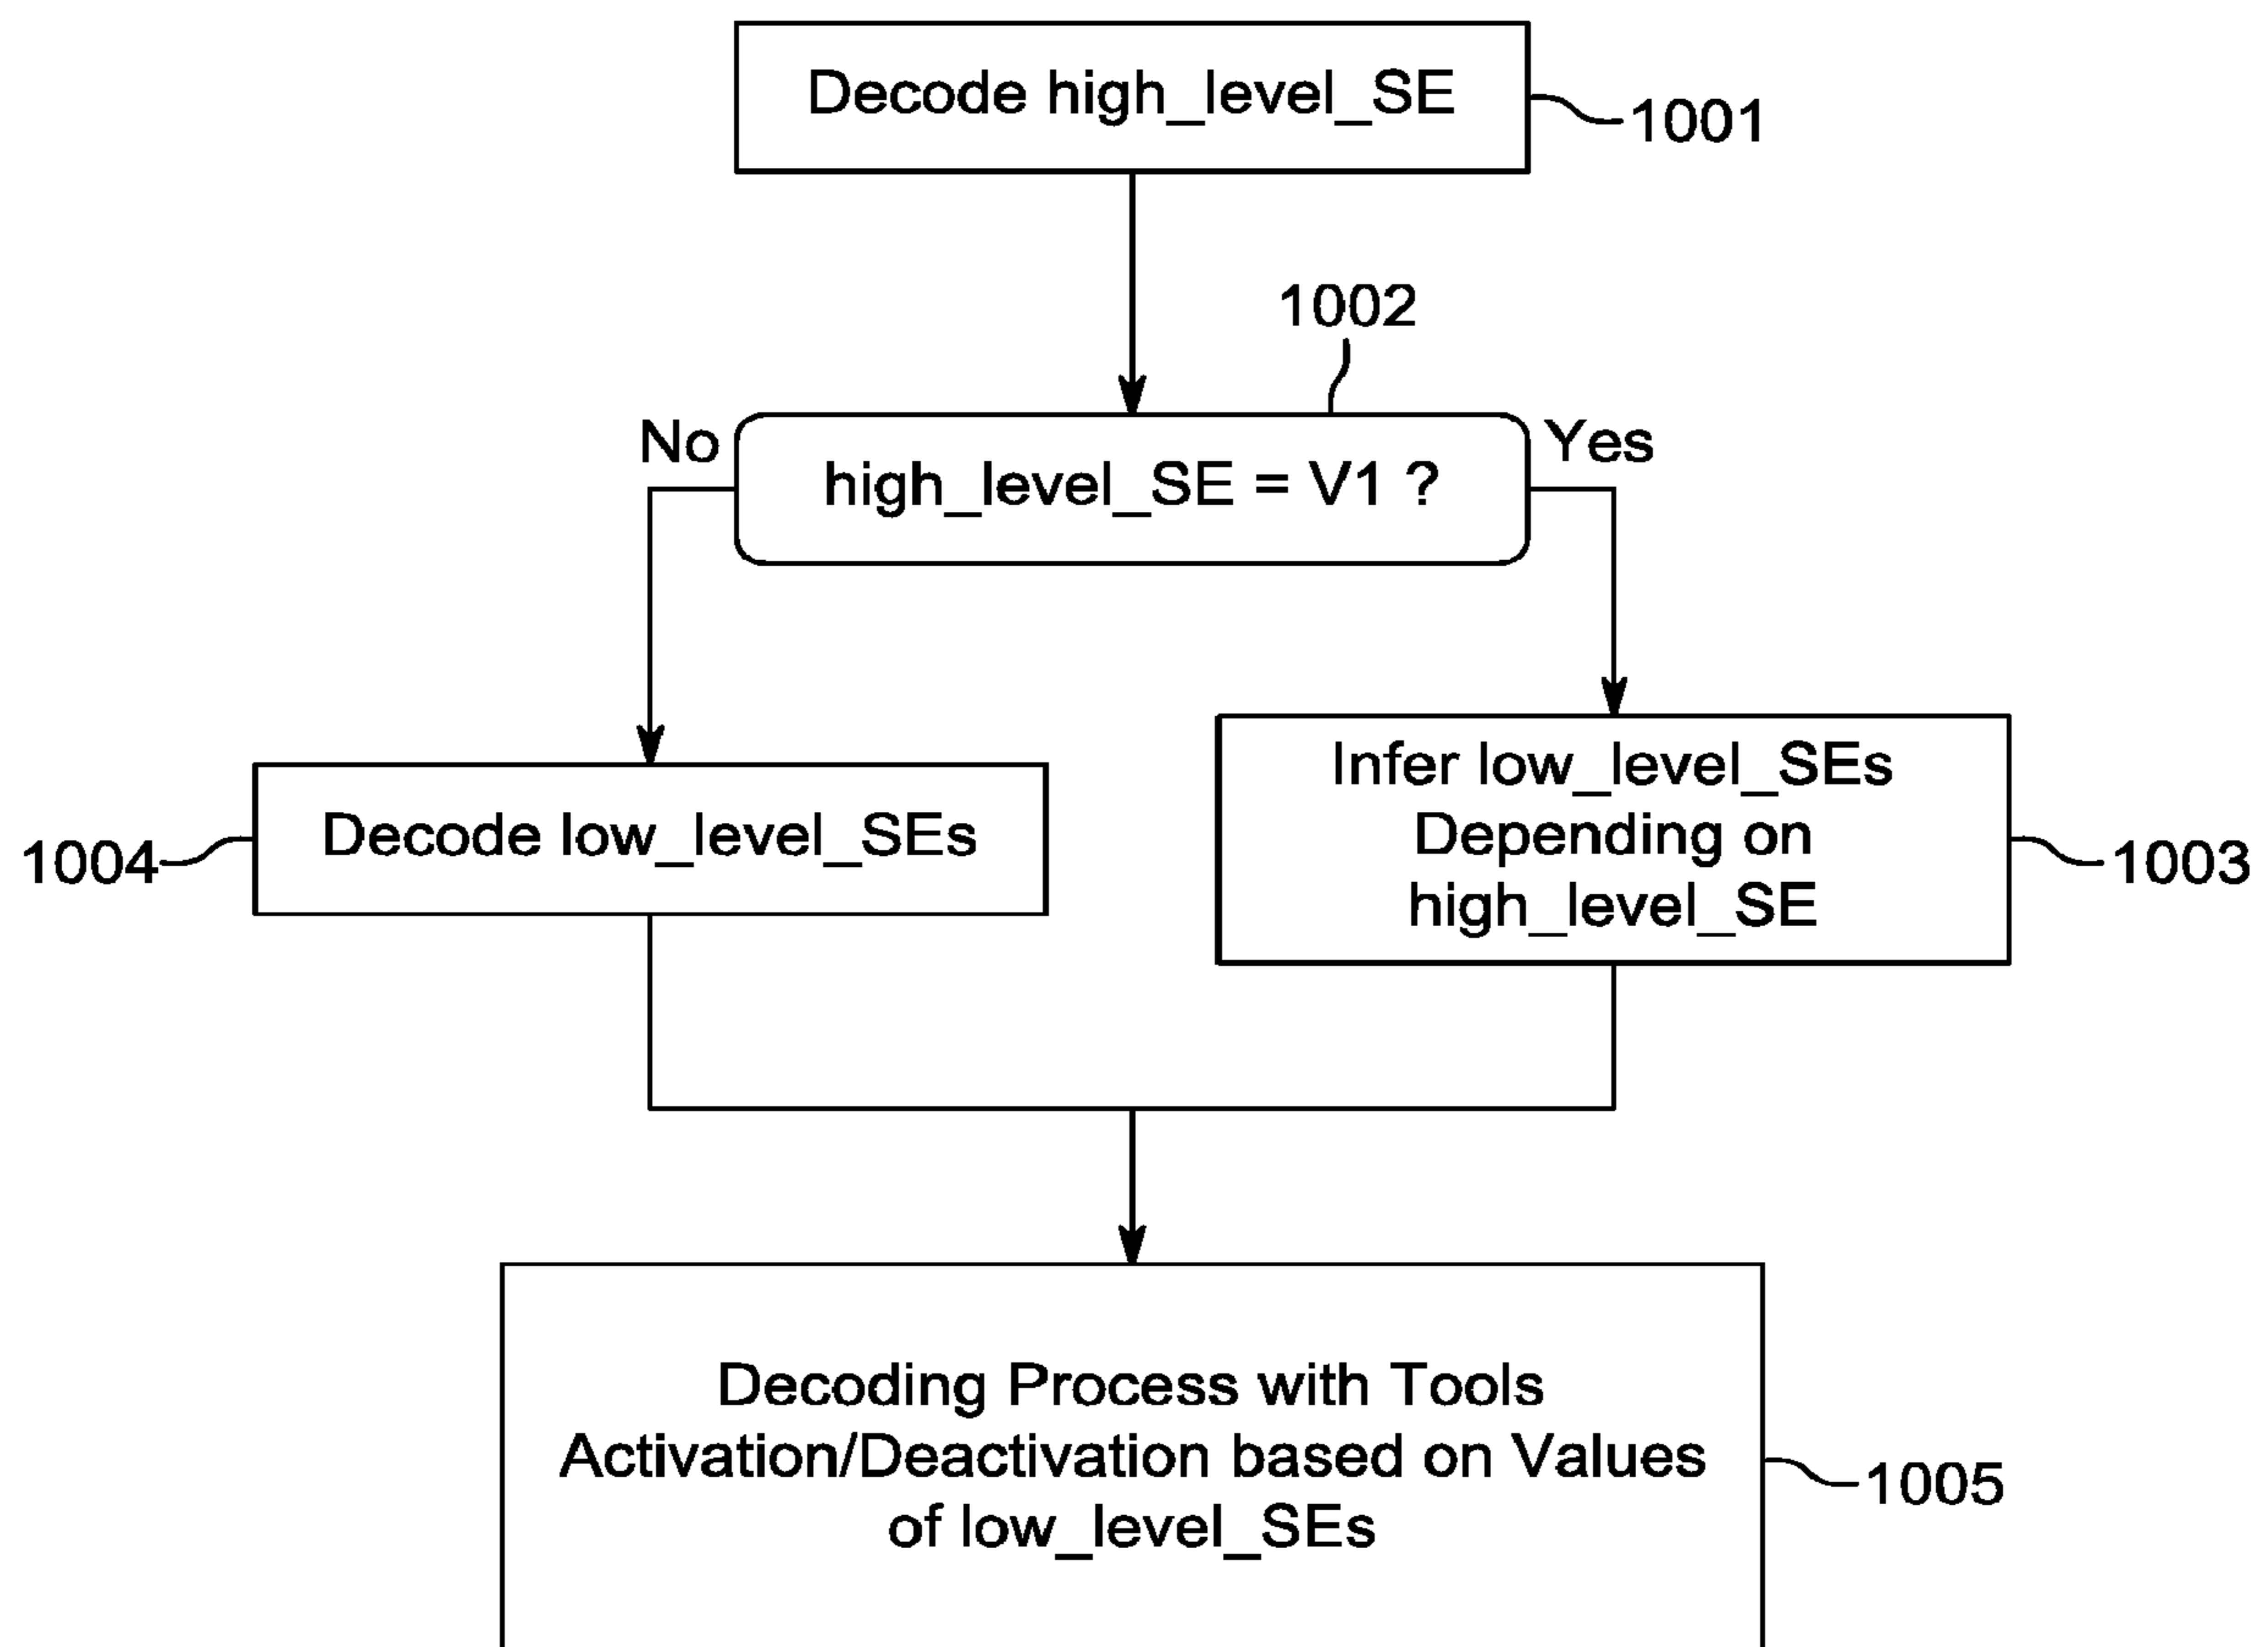 Decode high_level_SE
1001
1002
No
Yes
high_level_SE = V1 ?
Infer low_level_SEs
Depending on
high_level_SE
1003
Decode low_level_SEs
1004
Decoding Process with Tools
Activation/Deactivation based on Values
of low_level_SEs
1005